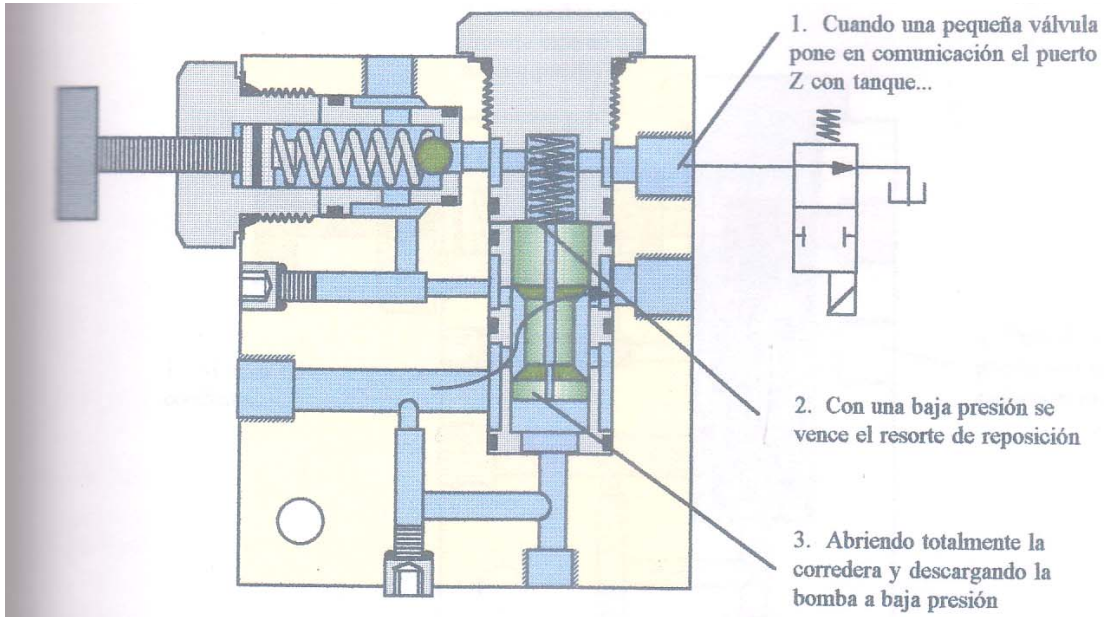 1. Cuando una pequeña válvula
pone en comunicación el puerto
Z con tanque...
2. Con una baja presión se
vence el resorte de reposición
3. Abriendo totalmente la
corredera y descargando la
bomba a baja presión